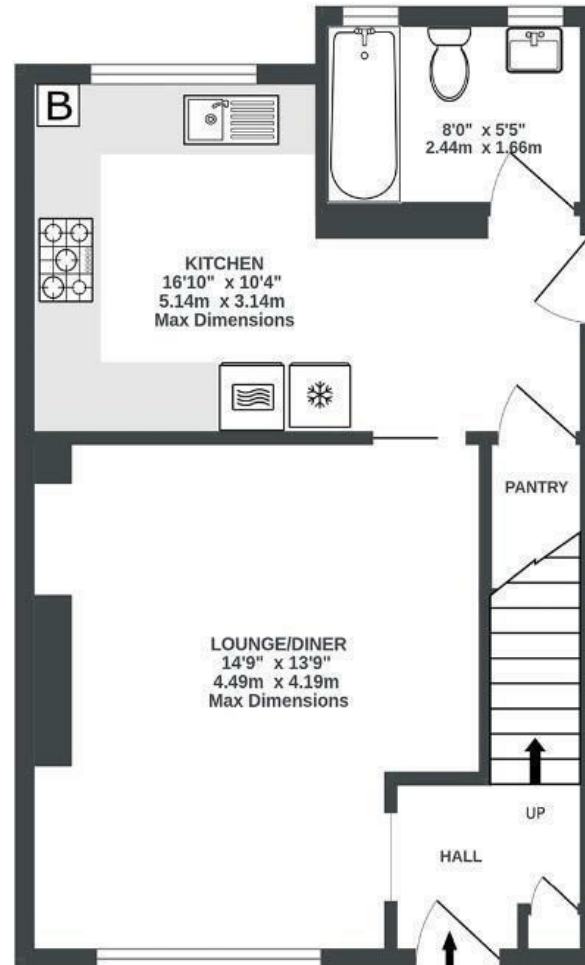 B
8'0" x 5'5"
2.44m x 1.66m
KITCHEN
16'10" x 10'4"
5.14m x 3.14m
Max Dimensions
PANTRY
LOUNGE/DINER
14'9" x 13'9"
4.49m x 4.19m
Max Dimensions
UP
HALL